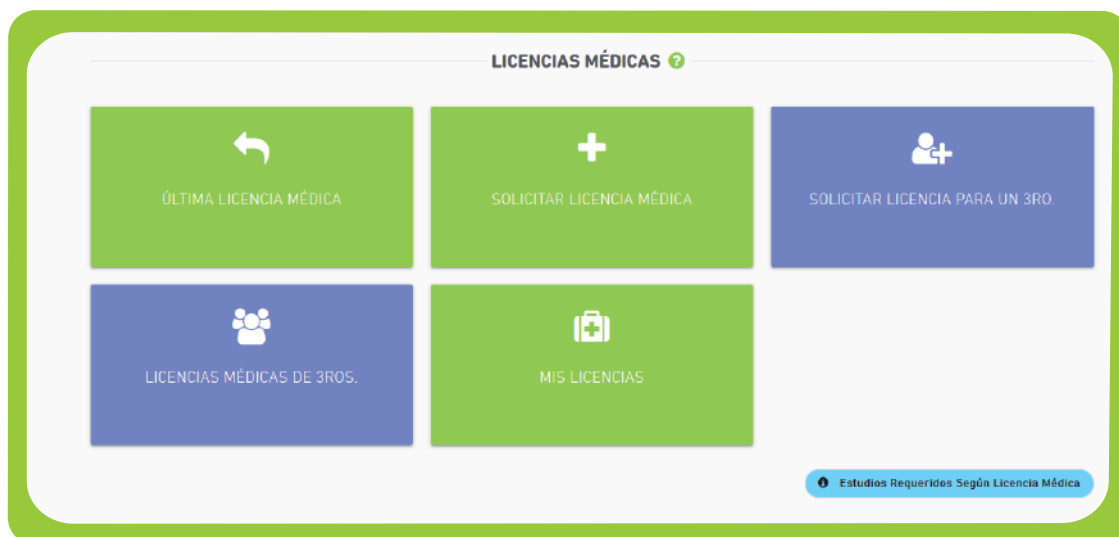 LICENCIAS MÉDICAS ?
ÚLTIMA LICENCIA MÉDICA
SOLICITAR LICENCIA MÉDICA
SOLICITAR LICENCIA PARA UN 3RO.
LICENCIAS MÉDICAS DE 3ROS.
MIS LICENCIAS
Estudios Requeridos Según Licencia Médica